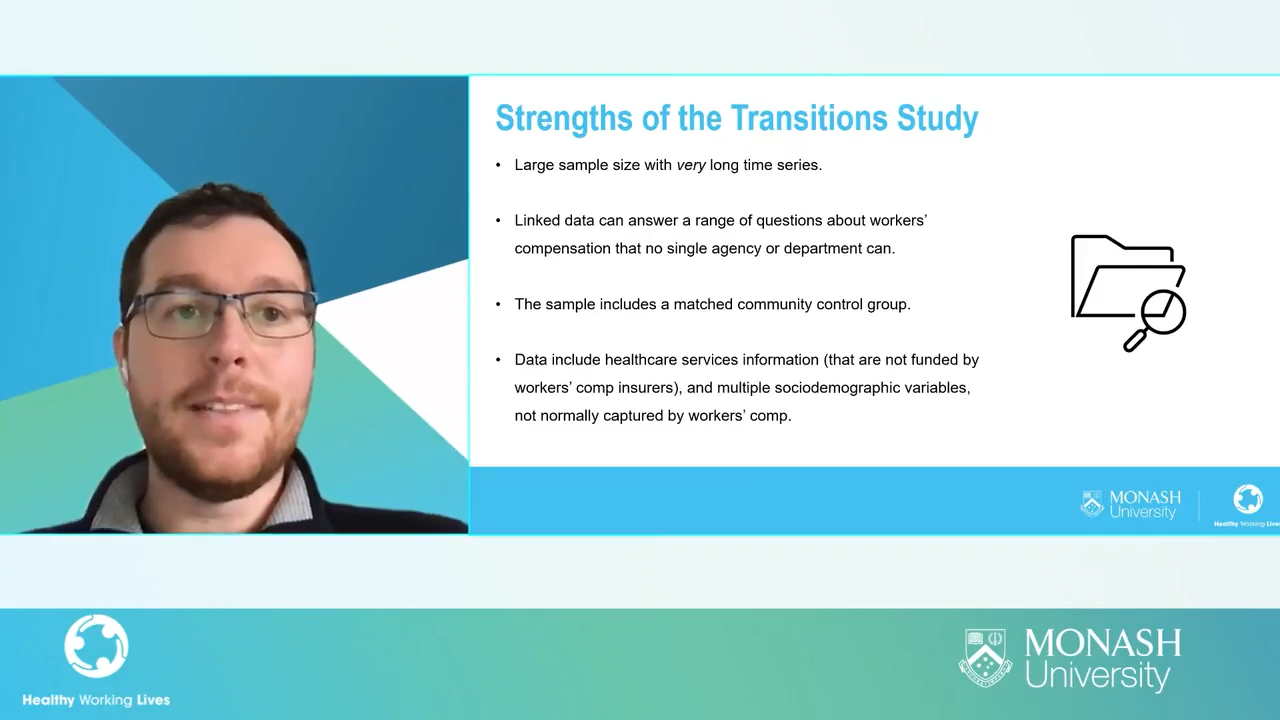 Strengths of the Transitions Study
• Large sample size with very long time series.
• Linked data can answer a range of questions about workers’
compensation that no single agency or department can.
• The sample includes a matched community control group.
• Data include healthcare services information (that are not funded by
workers’ comp insurers), and multiple sociodemographic variables,
not normally captured by workers’ comp.
MONASH
University
Healthy Working Lives
Healthy Working Lives
MONASH
University